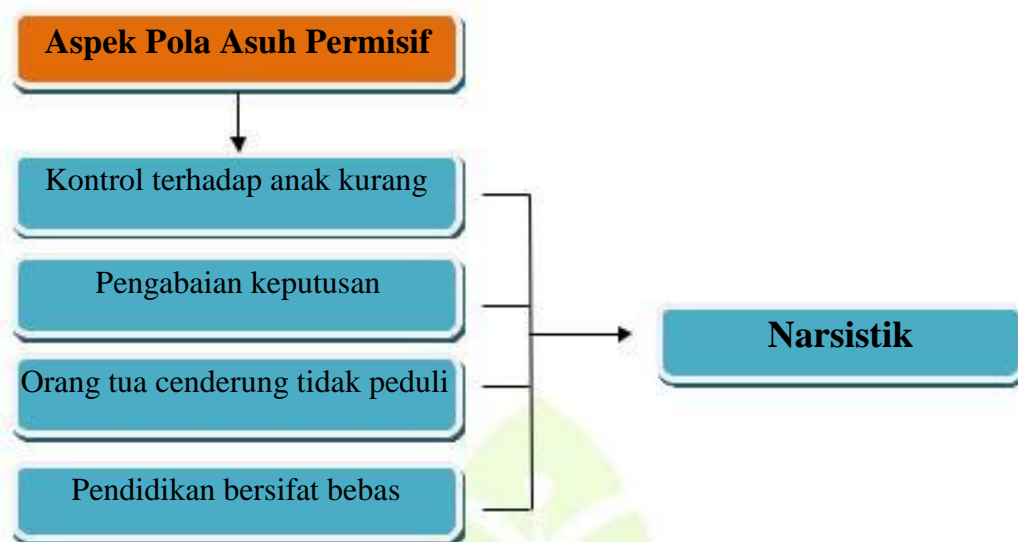 Aspek Pola Asuh Permisif
Kontrol terhadap anak kurang
Pengabaian keputusan
Orang tua cenderung tidak peduli
Pendidikan bersifat bebas
Narsistik